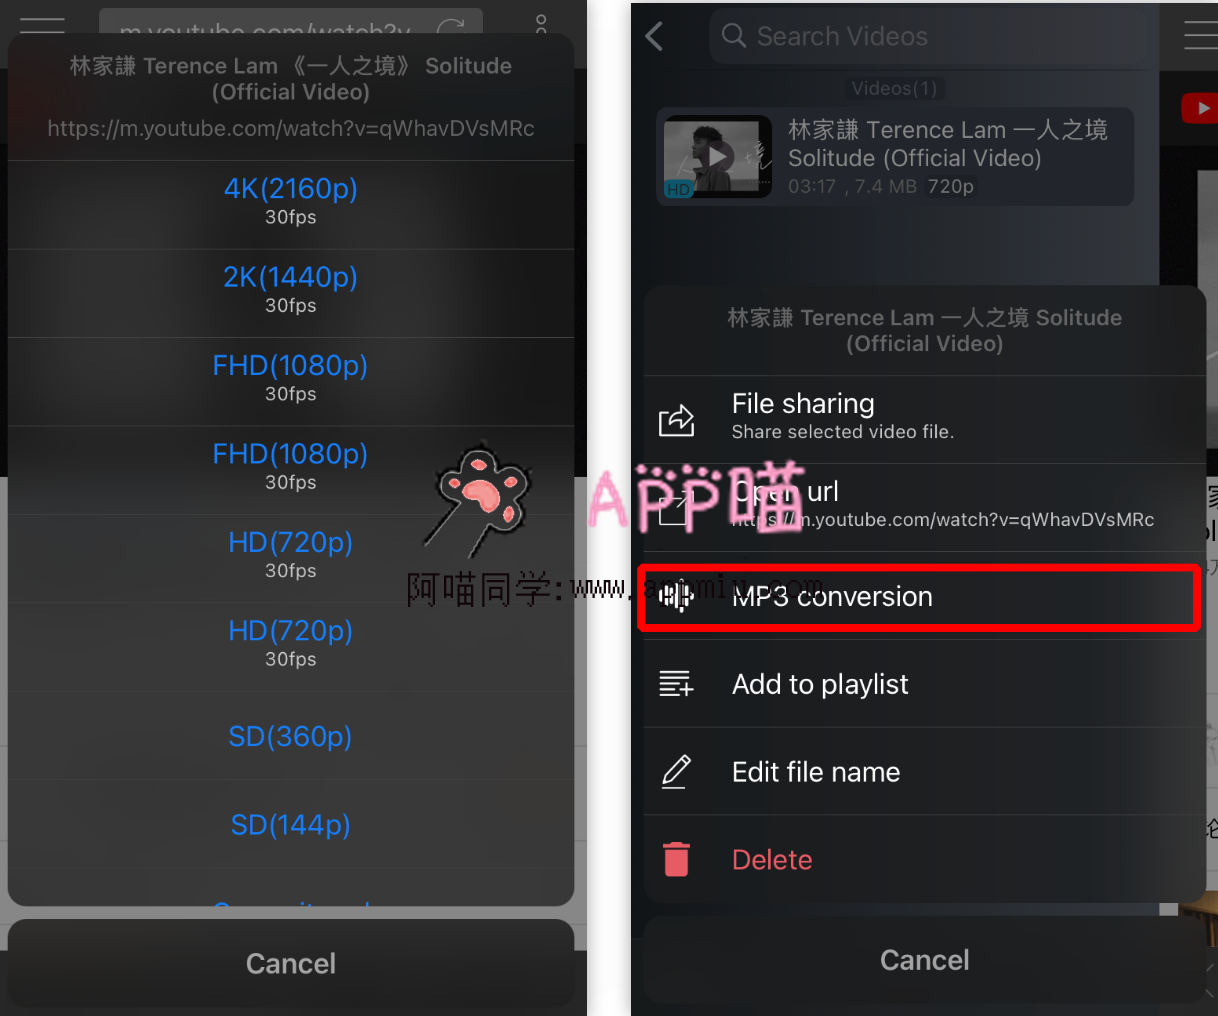 m.youtube.com/watch?v
林家謙 Terence Lam 《一人之境》 Solitude
(Official Video)
https://m.youtube.com/watch?v=qWhavDVsMRc
4K(2160p)
30fps
2K(1440p)
30fps
FHD(1080p)
30fps
FHD(1080p)
30fps
HD(720p)
30fps
HD(720p)
30fps
SD(360p)
SD(144p)
Cancel
Search Videos
Videos(1)
林家謙 Terence Lam 一人之境
Solitude (Official Video)
03:17 , 7.4 MB 720p
HD
林家謙 Terence Lam 一人之境 Solitude
(Official Video)
File sharing
Share selected video file.
Open url
https://m.youtube.com/watch?v=qWhavDVsMRc
MP3 conversion
Add to playlist
Edit file name
Delete
Cancel
APP喵
阿喵同学:www.appmiu.com